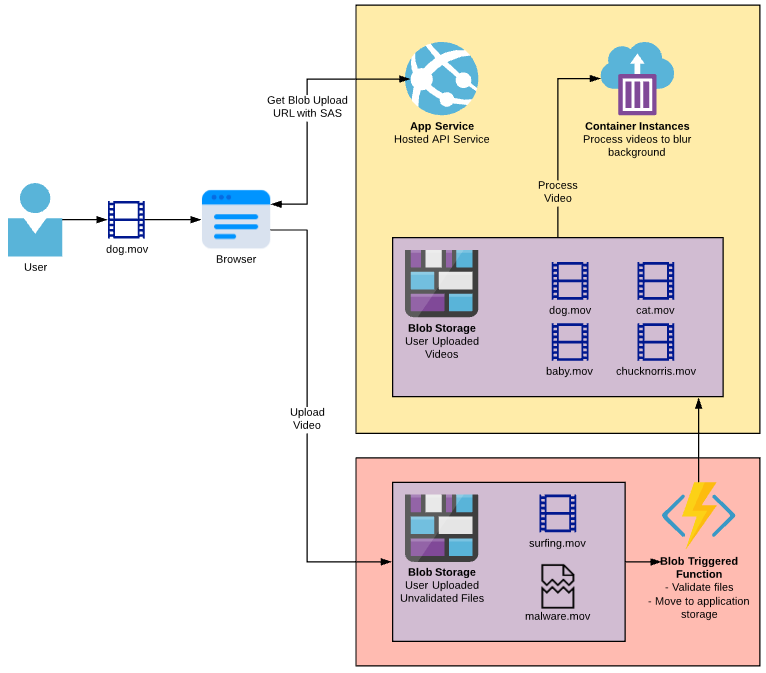 Get Blob Upload
URL with SAS
App Service
Hosted API Service
Container Instances
Process videos to blur
background
Process
Video
User
dog.mov
Browser
Blob Storage
User Uploaded
Videos
dog.mov
cat.mov
baby.mov
chucknorris.mov
Upload
Video
Blob Storage
User Uploaded
Unvalidated Files
surfing.mov
malware.mov
Blob Triggered
Function
- Validate files
- Move to application
storage